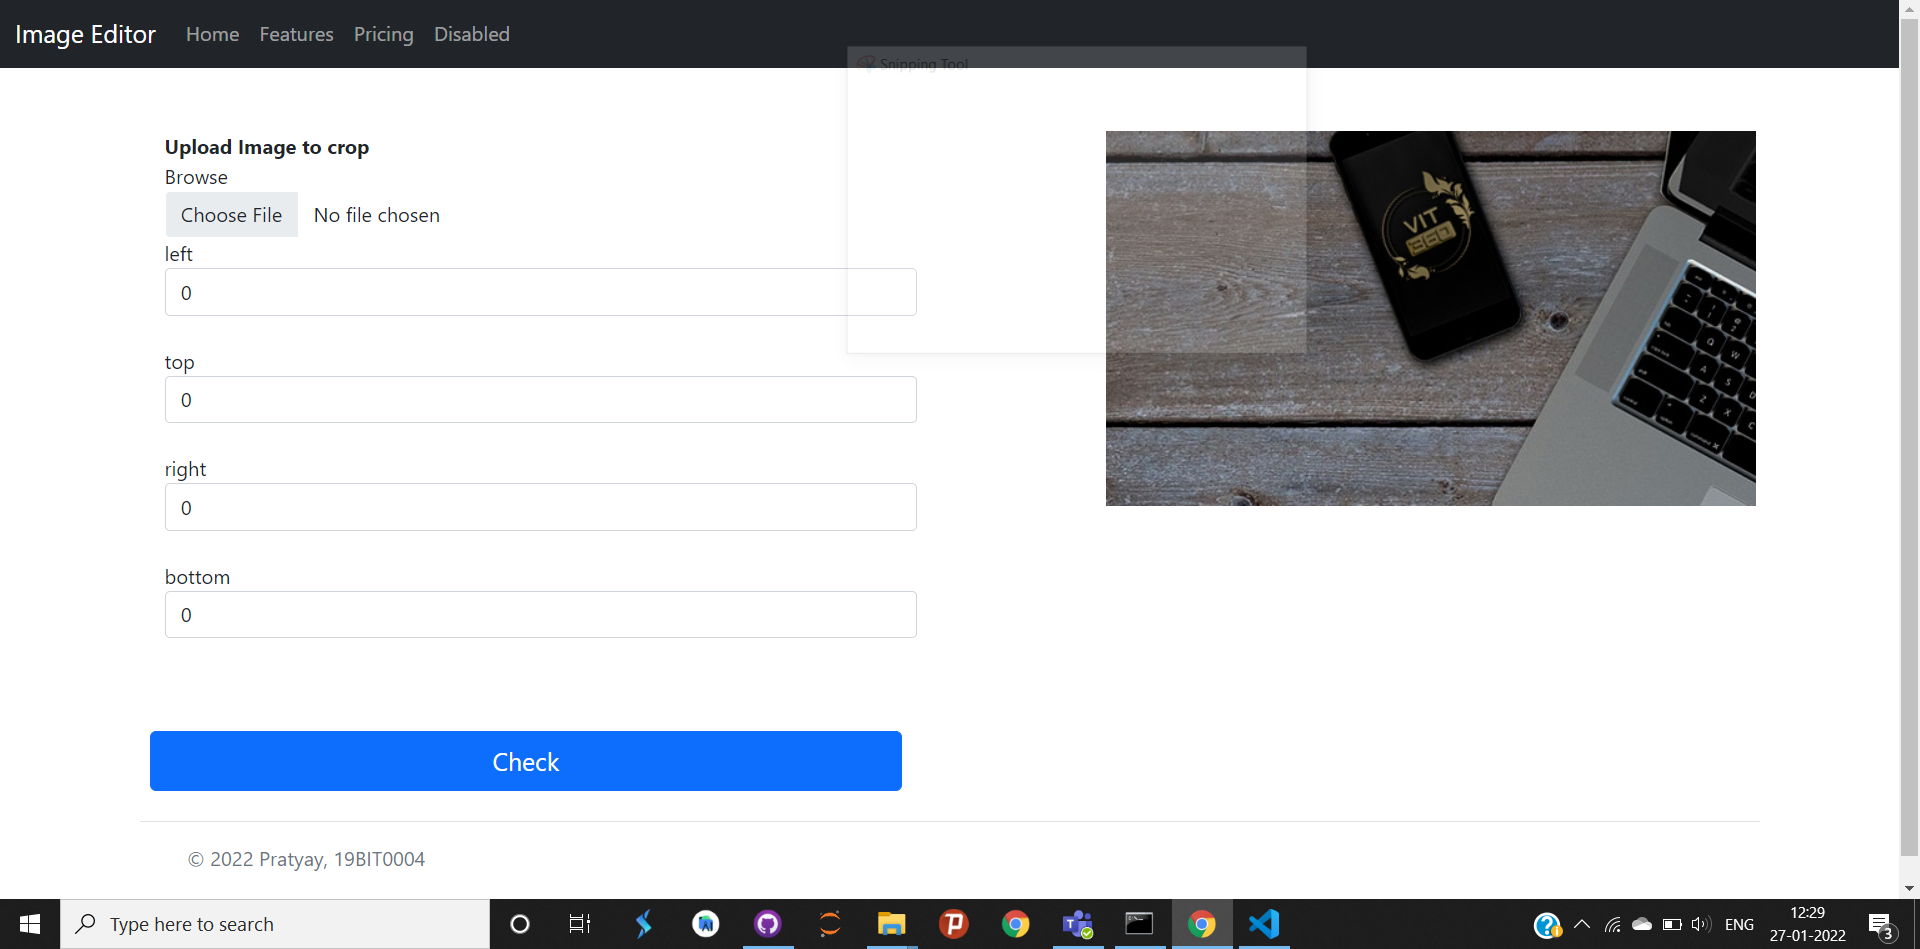 Image Editor Home Features Pricing Disabled
Snipping Tool
Upload Image to crop
Browse
Choose File No file chosen
left
0
top
0
right
0
bottom
0
VIT
360
Check
© 2022 Pratyay, 19BIT0004
Type here to search
ENG
12:29
27-01-2022
3